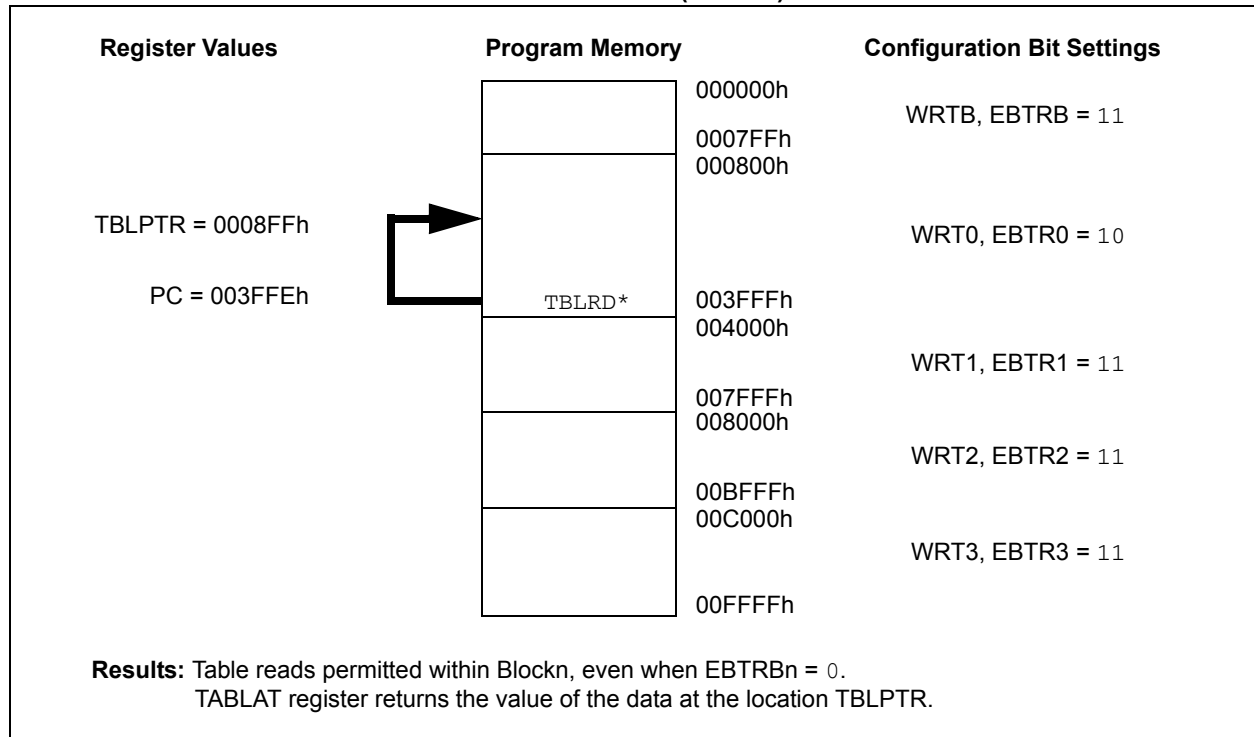 Register Values Program Memory Configuration Bit Settings
000000h
WRTB, EBTRB = 11
0007FFh
000800h
TBLPTR = 0008FFh
WRT0, EBTR0 = 10
PC = 003FFEh
TBLRD*
003FFFh
004000h
WRT1, EBTR1 = 11
007FFFh
008000h
WRT2, EBTR2 = 11
00BFFFh
00C000h
WRT3, EBTR3 = 11
00FFFFh
Results: Table reads permitted within Blockn, even when EBTRBn = 0.
TABLAT register returns the value of the data at the location TBLPTR.